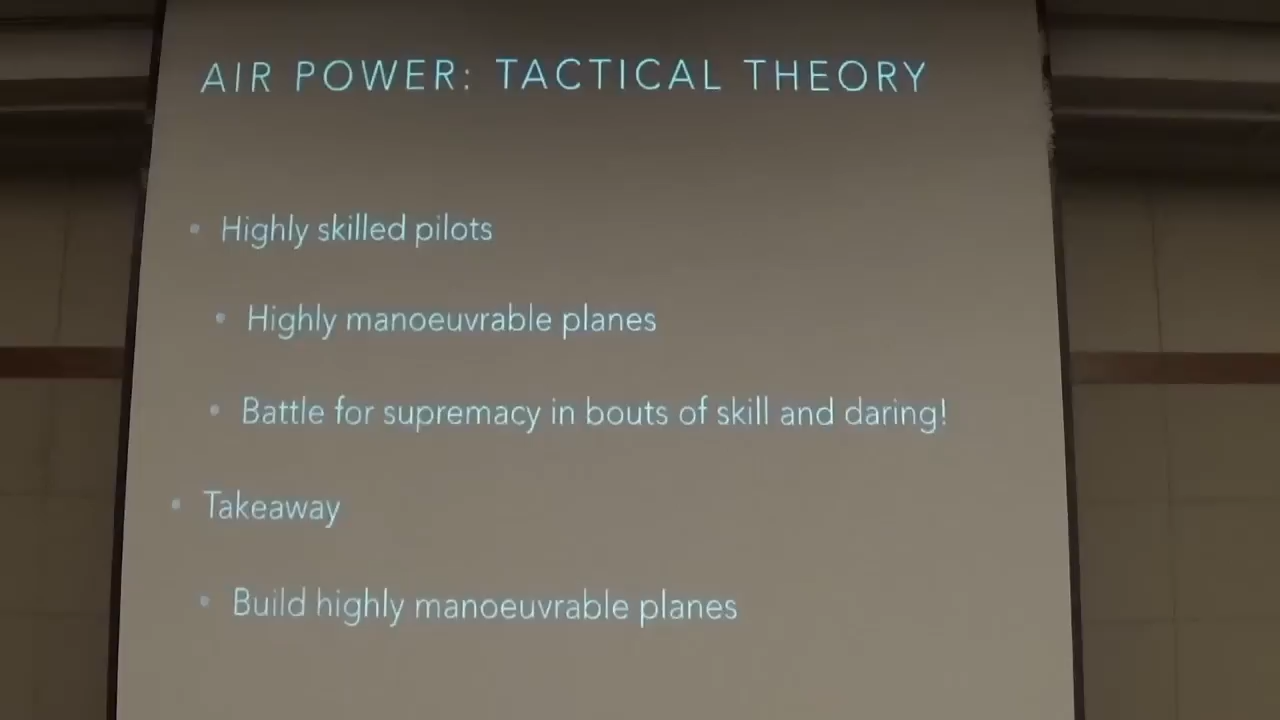 AIR POWER: TACTICAL THEORY
• Highly skilled pilots
• Highly manoeuvrable planes
• Battle for supremacy in bouts of skill and daring!
• Takeaway
• Build highly manoeuvrable planes